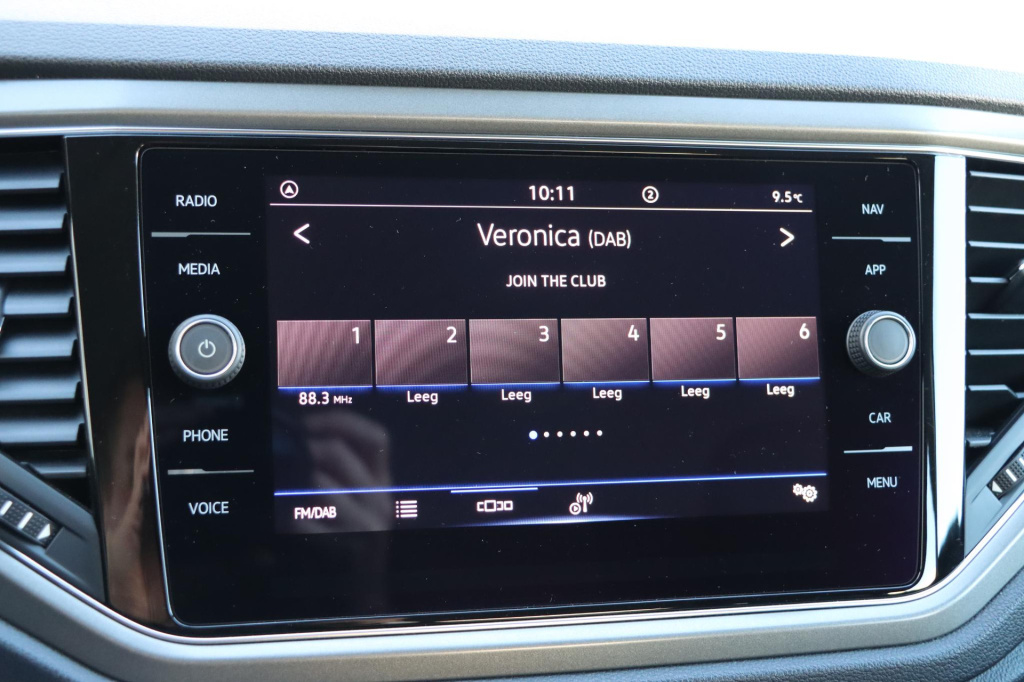 RADIO
MEDIA
PHONE
VOICE
10:11
2
9.5°C
< Veronica (DAB) >
JOIN THE CLUB
1 2 3 4 5 6
88.3 MHz Leeg Leeg Leeg Leeg Leeg
FM/DAB
NAV
APP
CAR
MENU